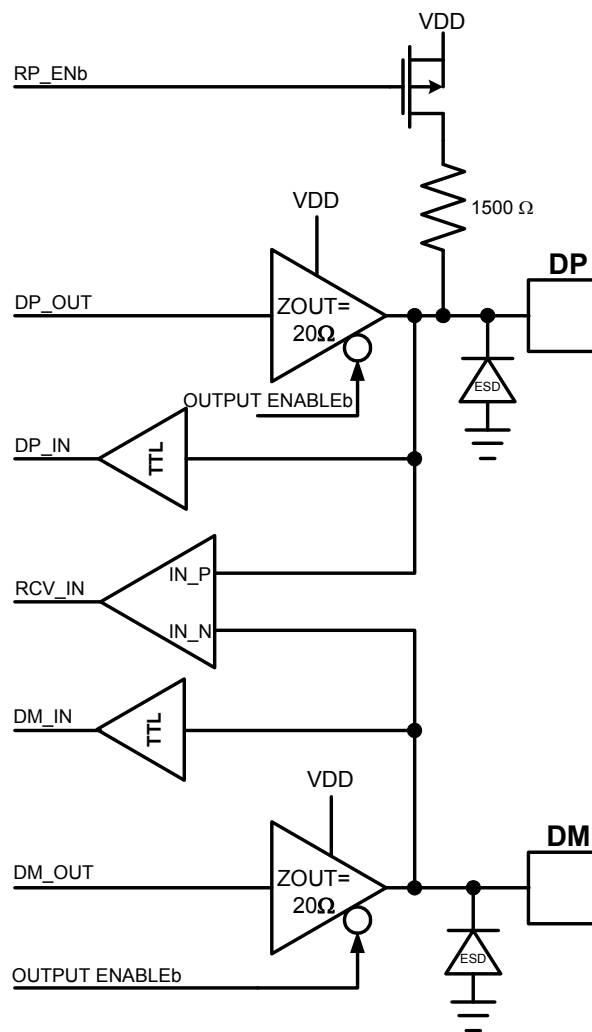 VDD
RP_ENb
1500 Ω
VDD
DP
DP_OUT
ZOUT=
20Ω
ESD
OUTPUT ENABLEb
DP_IN
TTL
IN_P
RCV_IN
IN_N
DM_IN
TTL
VDD
DM
DM_OUT
ZOUT=
20Ω
ESD
OUTPUT ENABLEb